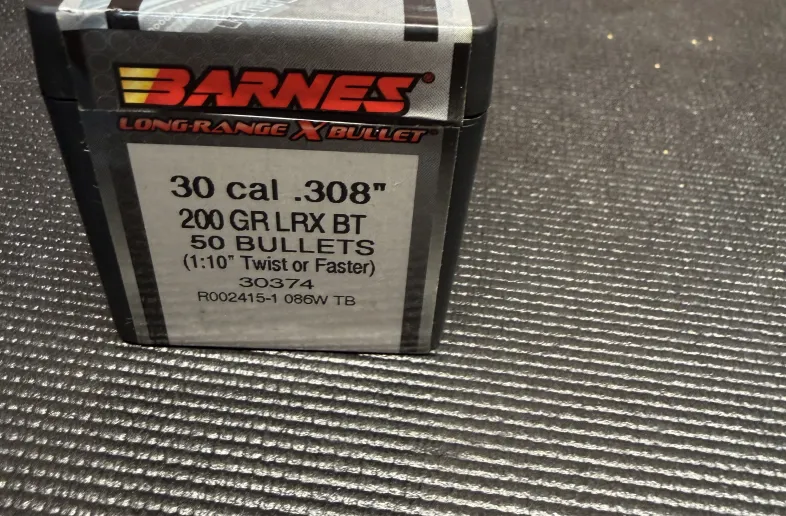 BARNES®
LONG-RANGE X BULLET™
30 cal .308"
200 GR LRX BT
50 BULLETS
(1:10" Twist or Faster)
30374
R002415-1 086W TB